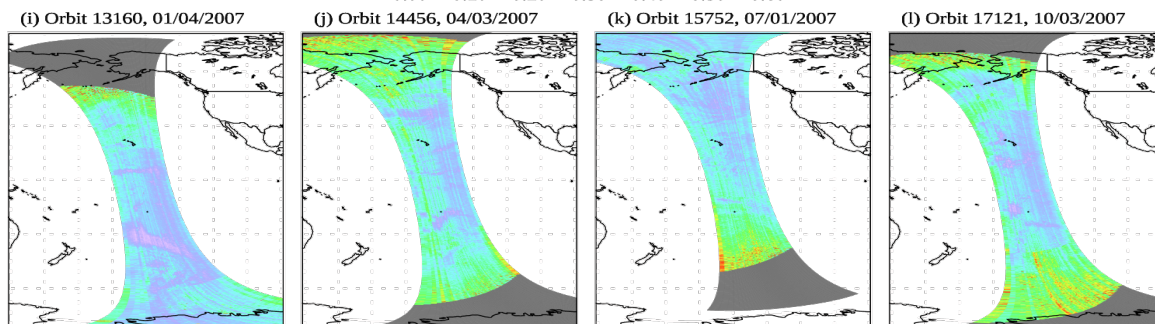 (i) Orbit 13160, 01/04/2007
(j) Orbit 14456, 04/03/2007
(k) Orbit 15752, 07/01/2007
(l) Orbit 17121, 10/03/2007